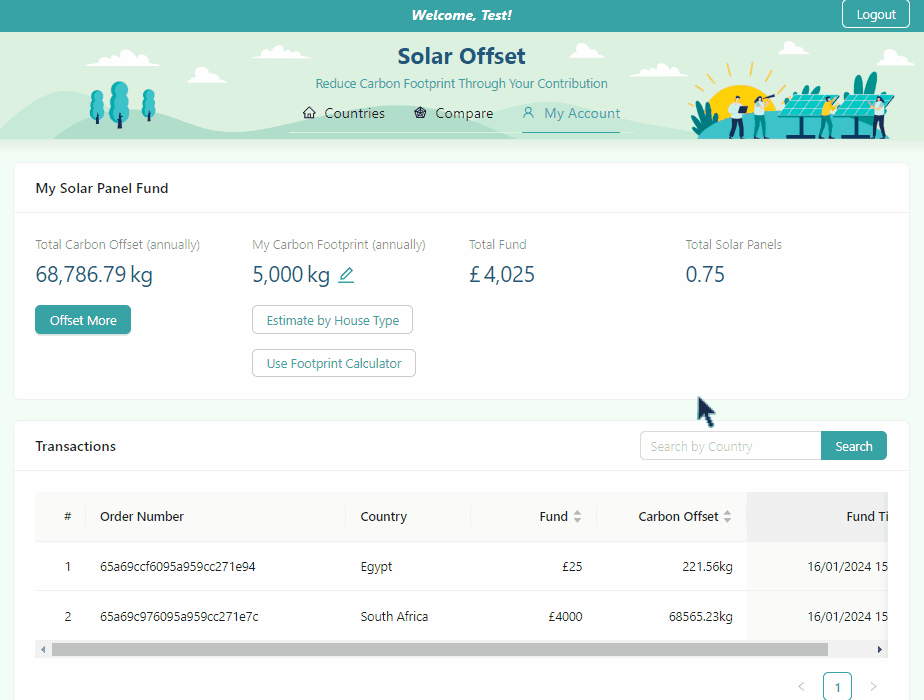 Welcome, Test!
Logout
Solar Offset
Reduce Carbon Footprint Through Your Contribution
Countries Compare My Account
My Solar Panel Fund
Total Carbon Offset (annually) My Carbon Footprint (annually) Total Fund Total Solar Panels
68,786.79 kg 5,000 kg £ 4,025 0.75
Offset More Estimate by House Type
Use Footprint Calculator
Transactions Search by Country Search
# Order Number Country Fund Carbon Offset Fund Ti
1 65a69ccf6095a959cc271e94 Egypt £25 221.56kg 16/01/2024 15
2 65a69c976095a959cc271e7c South Africa £4000 68565.23kg 16/01/2024 15
< 1 >